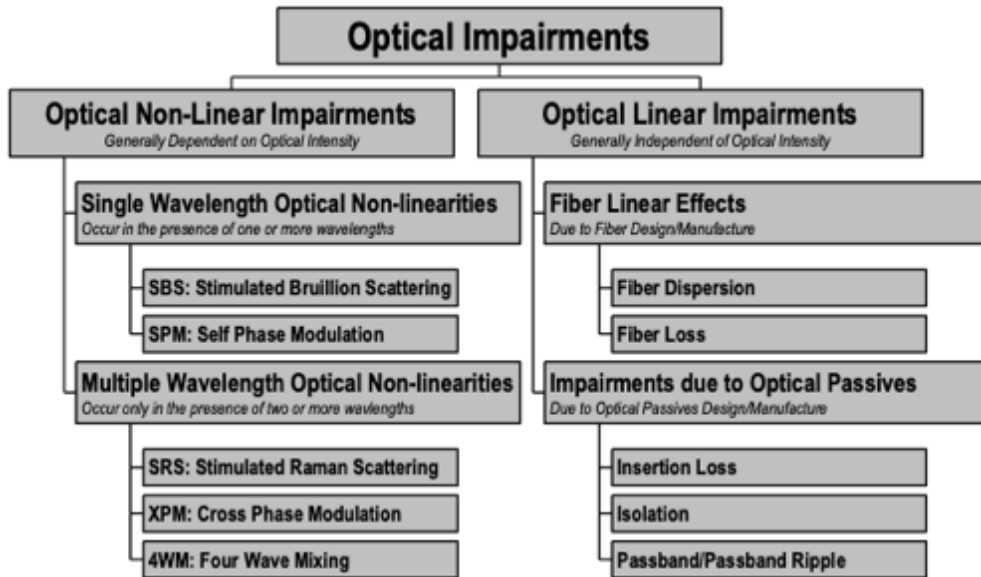 Optical Impairments
Optical Non-Linear Impairments
Generally Dependent on Optical Intensity
Single Wavelength Optical Non-linearities
Occur in the presence of one or more wavelengths
SBS: Stimulated Bruillion Scattering
SPM: Self Phase Modulation
Multiple Wavelength Optical Non-linearities
Occur only in the presence of two or more wavlengths
SRS: Stimulated Raman Scattering
XPM: Cross Phase Modulation
4WM: Four Wave Mixing
Optical Linear Impairments
Generally Independent of Optical Intensity
Fiber Linear Effects
Due to Fiber Design/Manufacture
Fiber Dispersion
Fiber Loss
Impairments due to Optical Passives
Due to Optical Passives Design/Manufacture
Insertion Loss
Isolation
Passband/Passband Ripple